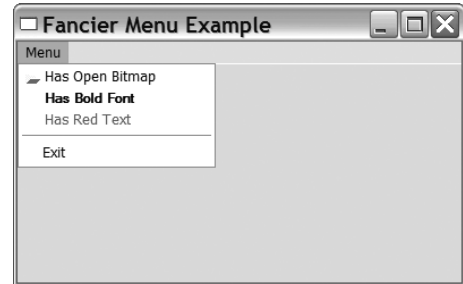 Fancier Menu Example
Menu
Has Open Bitmap
Has Bold Font
Has Red Text
Exit